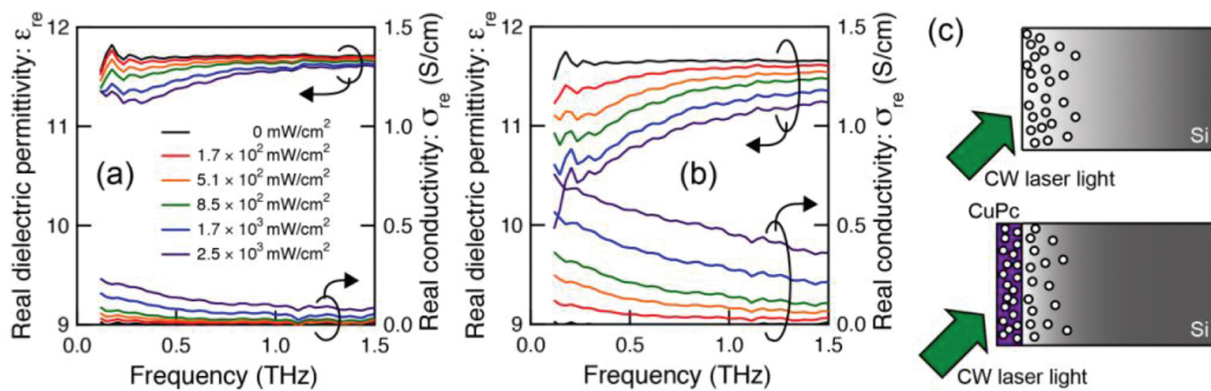 (a)
12
11
10
9
Real dielectric permittivity: ε_re
1.5
1.0
0.5
0.0
Real conductivity: σ_re (S/cm)
0 mW/cm²
1.7 × 10² mW/cm²
5.1 × 10² mW/cm²
8.5 × 10² mW/cm²
1.7 × 10³ mW/cm²
2.5 × 10³ mW/cm²
0.0
0.5
1.0
1.5
Frequency (THz)
(a)
(b)
12
11
10
9
Real dielectric permittivity: ε_re
1.5
1.0
0.5
0.0
Real conductivity: σ_re (S/cm)
(b)
0.0
0.5
1.0
1.5
Frequency (THz)
(c)
Si
CW laser light
CuPc
Si
CW laser light